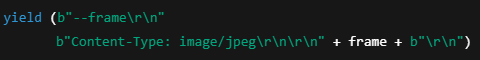 yield (b"--frame\r\n"
b"Content-Type: image/jpeg\r\n\r\n" + frame + b"\r\n")